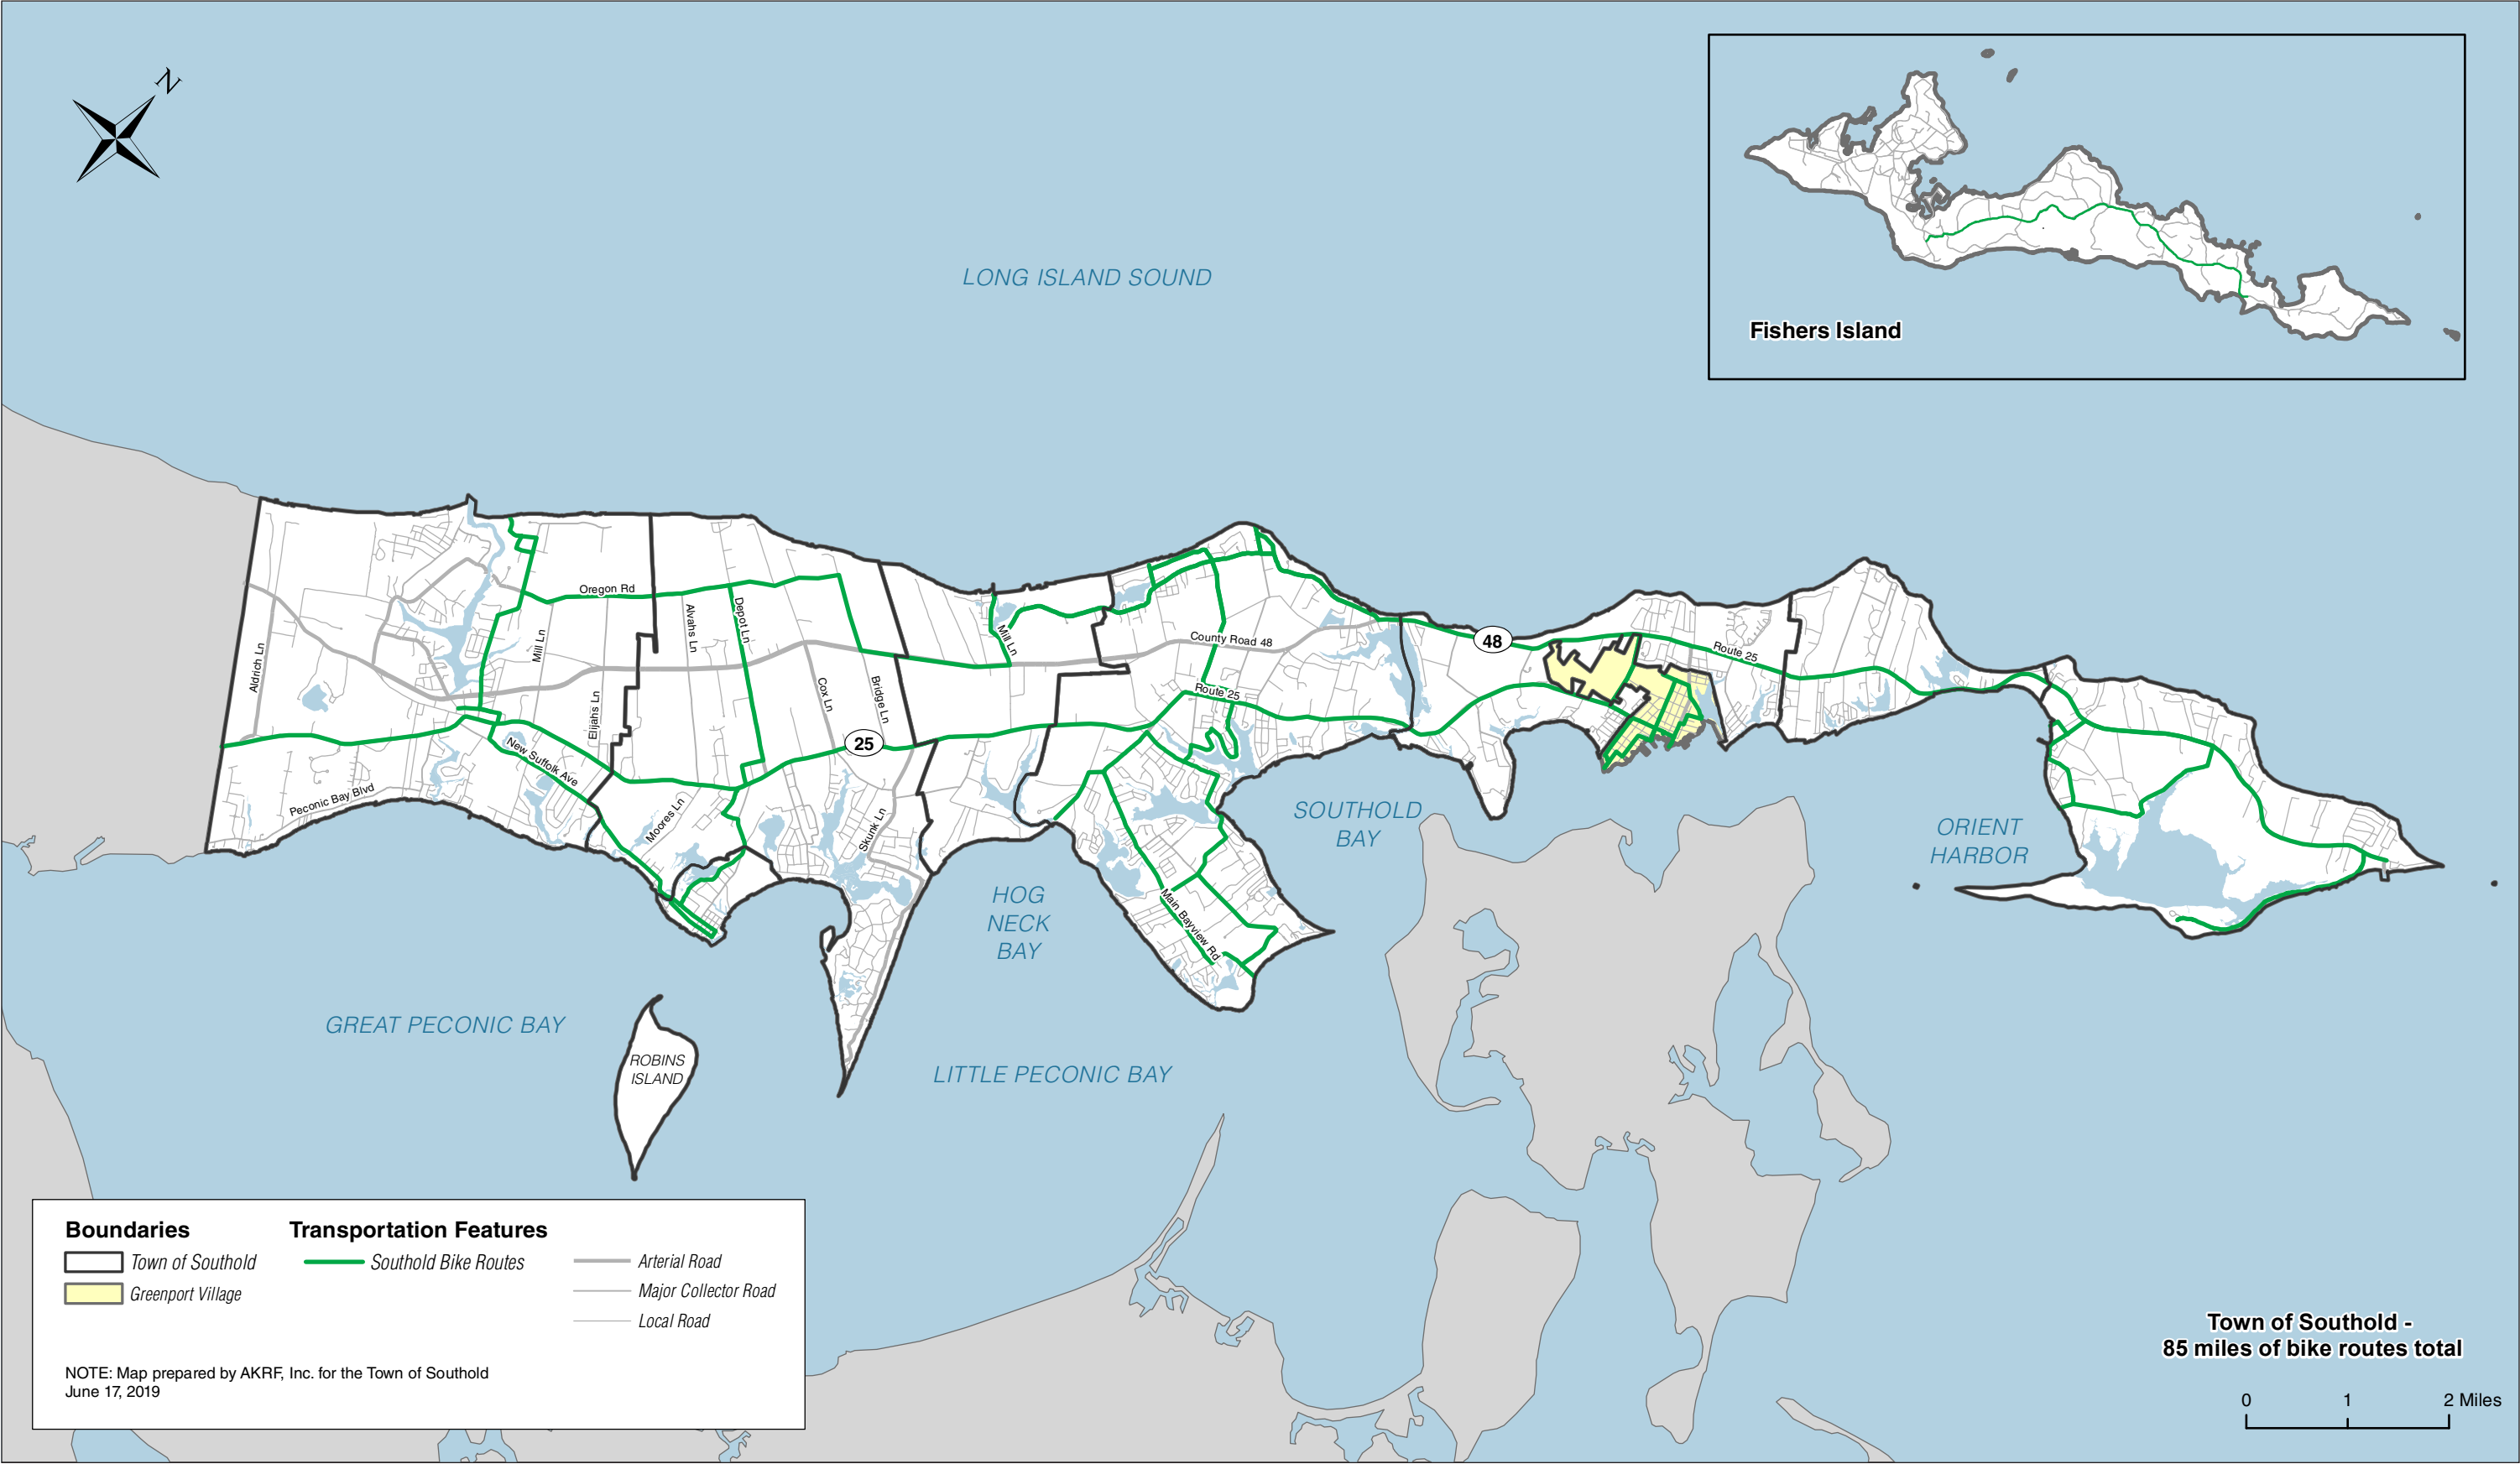 N
LONG ISLAND SOUND
Fishers Island
Oregon Rd
Aldrich Ln
Mill Ln
Elijahs Ln
Alvahs Ln
Depot Ln
Cox Ln
Bridge Ln
Mill Ln
County Road 48
48
Route 25
Route 25
25
New Suffolk Ave
Peconic Bay Blvd
Moores Ln
Skunk Ln
Main Bayview Rd
SOUTHOLD
BAY
ORIENT
HARBOR
HOG
NECK
BAY
GREAT PECONIC BAY
ROBINS
ISLAND
LITTLE PECONIC BAY
Boundaries
Town of Southold
Greenport Village
Transportation Features
Southold Bike Routes
Arterial Road
Major Collector Road
Local Road
NOTE: Map prepared by AKRF, Inc. for the Town of Southold
June 17, 2019
Town of Southold -
85 miles of bike routes total
0 1 2 Miles